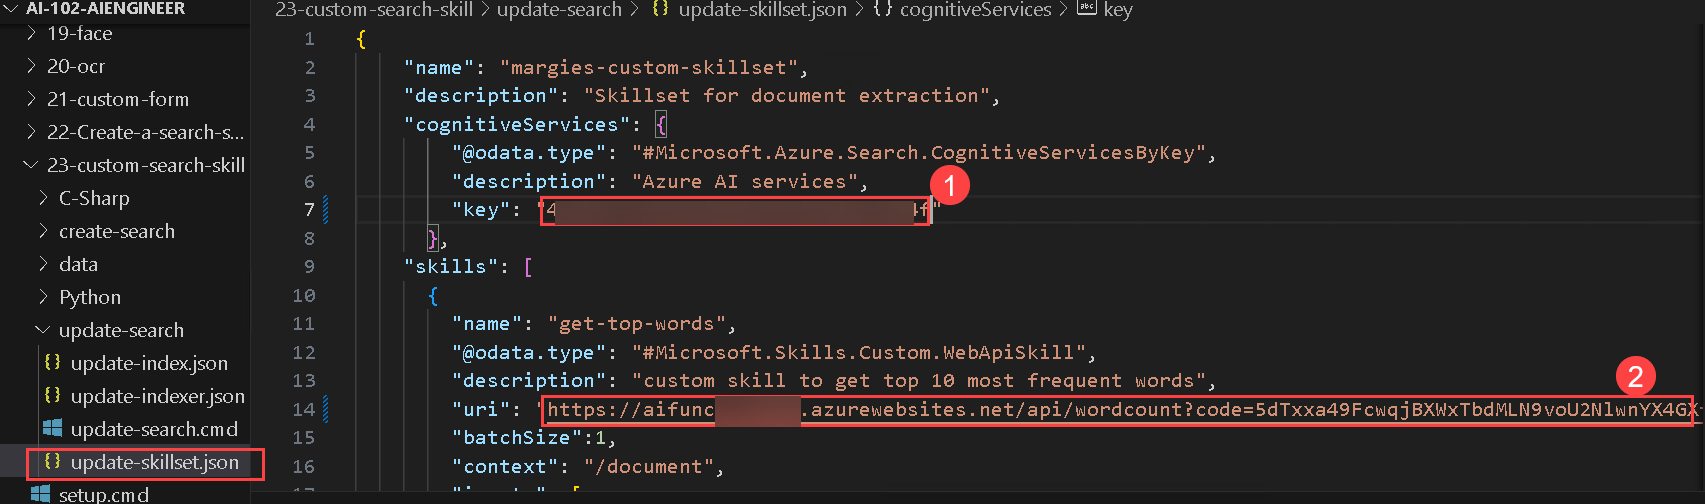 AI-102-AIENGINEER
19-face
20-ocr
21-custom-form
22-Create-a-search-s...
23-custom-search-skill
C-Sharp
create-search
data
Python
update-search
update-index.json
update-indexer.json
update-search.cmd
update-skillset.json
setup.cmd
23-custom-search-skill > update-search > {} update-skillset.json > {} cognitiveServices > abc key
1 {
2 "name": "margies-custom-skillset",
3 "description": "Skillset for document extraction",
4 "cognitiveServices": {
5 "@odata.type": "#Microsoft.Azure.Search.CognitiveServicesByKey",
6 "description": "Azure AI services",
7 "key": "4 4f"
1
8 },
9 "skills": [
10 {
11 "name": "get-top-words",
12 "@odata.type": "#Microsoft.Skills.Custom.WebApiSkill",
13 "description": "custom skill to get top 10 most frequent words",
2
14 "uri": "https://aifunc .azurewebsites.net/api/wordcount?code=5dTxxa49FcwqjBXWxTbdMLN9voU2NlwnYX4GX
15 "batchSize":1,
16 "context": "/document",